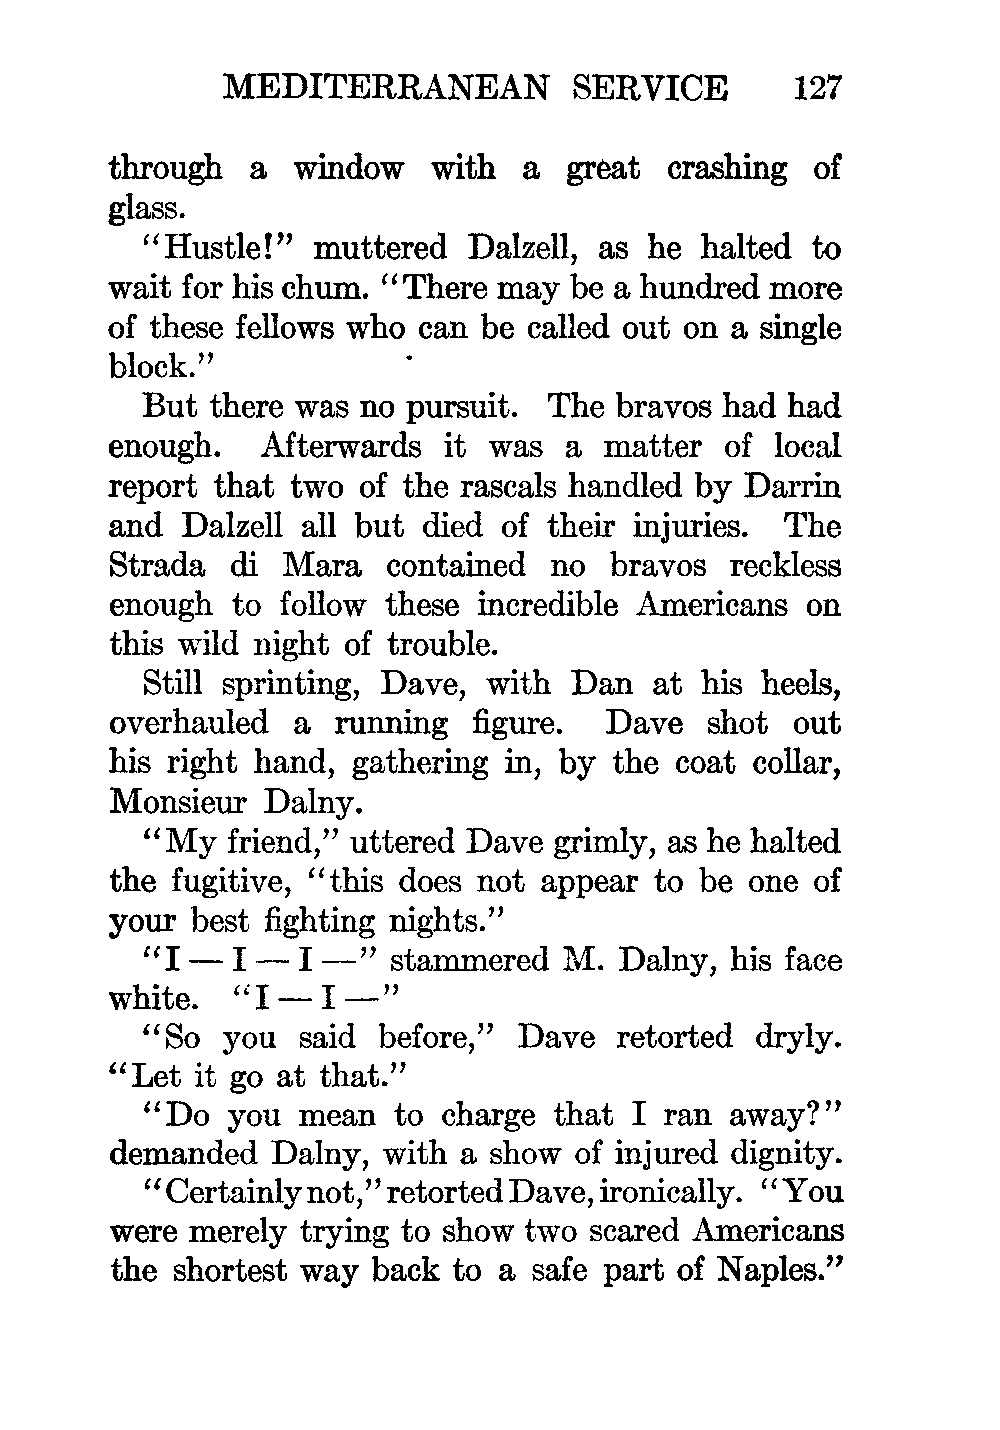 MEDITERRANEAN SERVICE 127
through a window with a great crashing of
glass.
“Hustle!” muttered Dalzell, as he halted to
wait for his chum. “There may be a hundred more
of these fellows who can be called out on a single
block.”
But there was no pursuit. The bravos had had
enough. Afterwards it was a matter of local
report that two of the rascals handled by Darrin
and Dalzell all but died of their injuries. The
Strada di Mara contained no bravos reckless
enough to follow these incredible Americans on
this wild night of trouble.
Still sprinting, Dave, with Dan at his heels,
overhauled a running figure. Dave shot out
his right hand, gathering in, by the coat collar,
Monsieur Dalny.
“My friend,” uttered Dave grimly, as he halted
the fugitive, “this does not appear to be one of
your best fighting nights.”
“I — I — I —” stammered M. Dalny, his face
white. “I — I —”
“So you said before,” Dave retorted dryly.
“Let it go at that.”
“Do you mean to charge that I ran away?”
demanded Dalny, with a show of injured dignity.
“Certainly not,” retorted Dave, ironically. “You
were merely trying to show two scared Americans
the shortest way back to a safe part of Naples.”